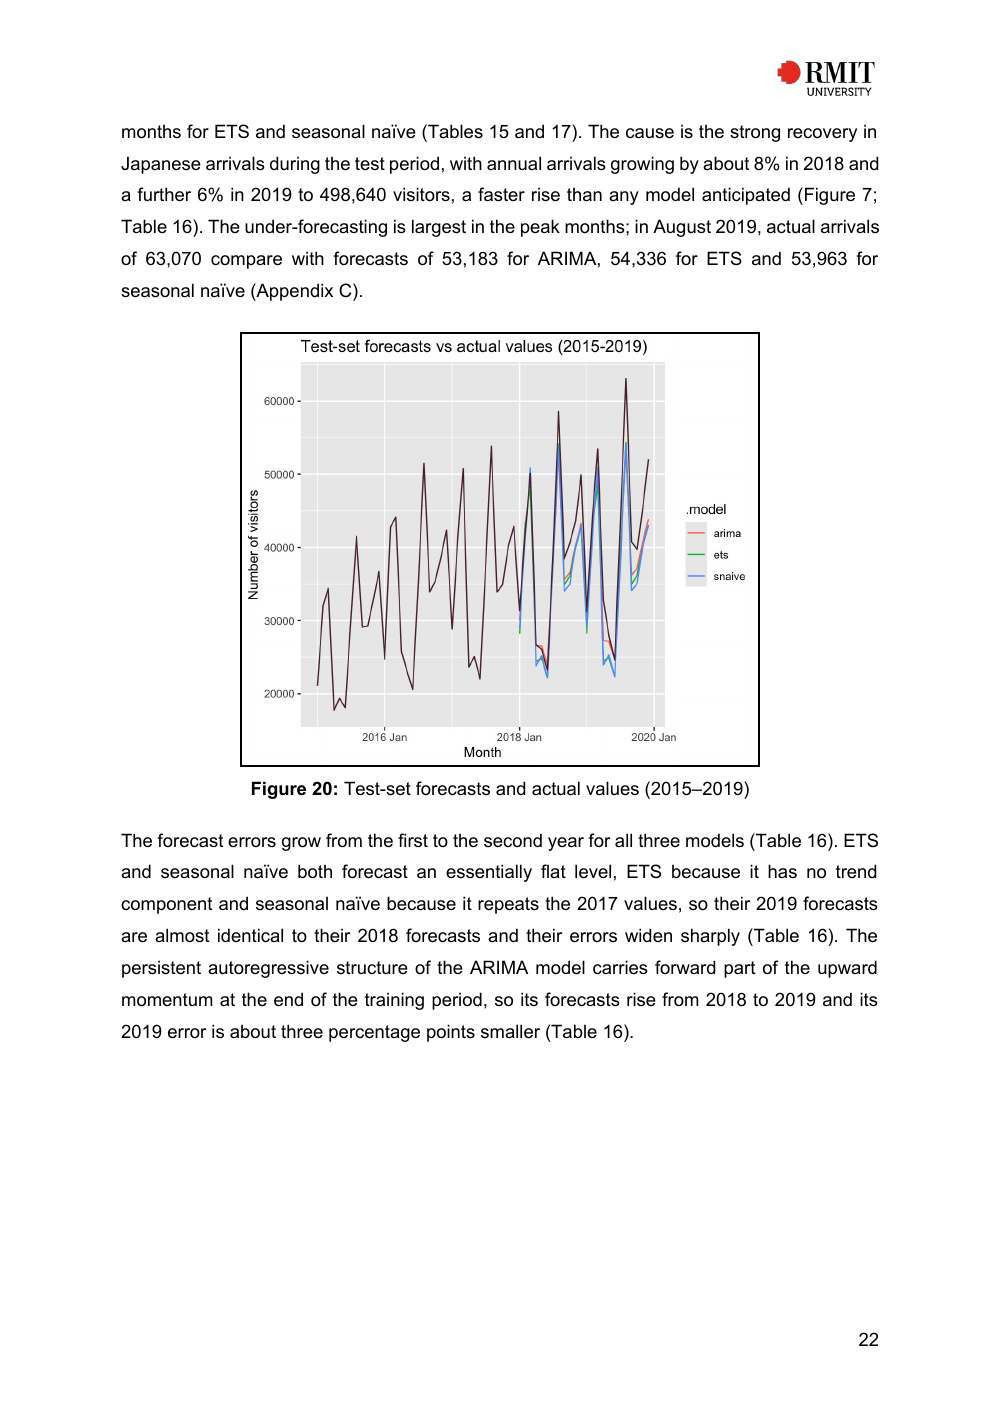 RMIT
UNIVERSITY
months for ETS and seasonal naïve (Tables 15 and 17). The cause is the strong recovery in
Japanese arrivals during the test period, with annual arrivals growing by about 8% in 2018 and
a further 6% in 2019 to 498,640 visitors, a faster rise than any model anticipated (Figure 7;
Table 16). The under-forecasting is largest in the peak months; in August 2019, actual arrivals
of 63,070 compare with forecasts of 53,183 for ARIMA, 54,336 for ETS and 53,963 for
seasonal naïve (Appendix C).
Test-set forecasts vs actual values (2015-2019)
Number of visitors
60000
50000
40000
30000
20000
2016 Jan 2018 Jan 2020 Jan
Month
.model
arima
ets
snaive
Figure 20: Test-set forecasts and actual values (2015–2019)
The forecast errors grow from the first to the second year for all three models (Table 16). ETS
and seasonal naïve both forecast an essentially flat level, ETS because it has no trend
component and seasonal naïve because it repeats the 2017 values, so their 2019 forecasts
are almost identical to their 2018 forecasts and their errors widen sharply (Table 16). The
persistent autoregressive structure of the ARIMA model carries forward part of the upward
momentum at the end of the training period, so its forecasts rise from 2018 to 2019 and its
2019 error is about three percentage points smaller (Table 16).
22